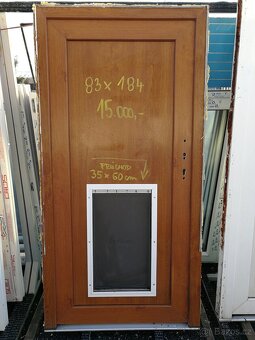 83 x 184
15.000,-
PRŮCHOD
35 x 60 cm
Bazos.cz